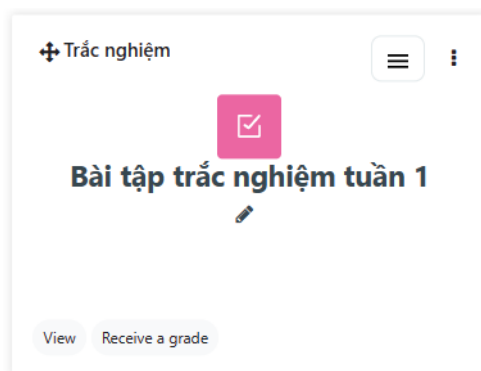 Trắc nghiệm
Bài tập trắc nghiệm tuần 1
View
Receive a grade